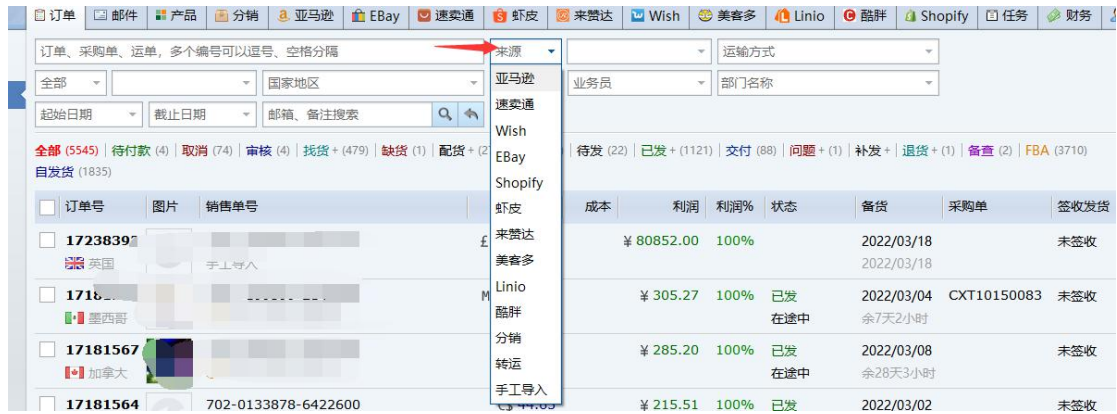 订单 邮件 产品 分销 亚马逊 EBay 速卖通 虾皮 来赞达 Wish 美客多 Linio 酷胖 Shopify 任务 财务
订单、采购单、运单，多个编号可以逗号、空格分隔 来源 运输方式
全部 国家地区 亚马逊 业务员 部门名称
起始日期 截止日期 邮箱、备注搜索 速卖通
Wish
全部 (5545) 待付款 (4) 取消 (74) 审核 (4) 找货 + (479) 缺货 (1) 配货 + EBay 待发 (22) 已发 + (1121) 交付 (88) 问题 + (1) 补发 + 退货 + (1) 备查 (2) FBA (3710)
自发货 (1835) Shopify
订单号 图片 销售单号 虾皮 成本 利润 利润% 状态 备货 采购单 签收发货
1723839 £ 来赞达 ¥ 80852.00 100% 2022/03/18 未签收
英国 手工导入 美客多 2022/03/18
1718 Linio ¥ 305.27 100% 已发 2022/03/04 CXT10150083 未签收
墨西哥 酷胖 在途中 余7天2小时
17181567 分销 ¥ 285.20 100% 已发 2022/03/08 未签收
加拿大 转运 在途中 余28天3小时
手工导入
17181564 702-0133878-6422600 ¥ 215.51 100% 已发 2022/03/02 未签收